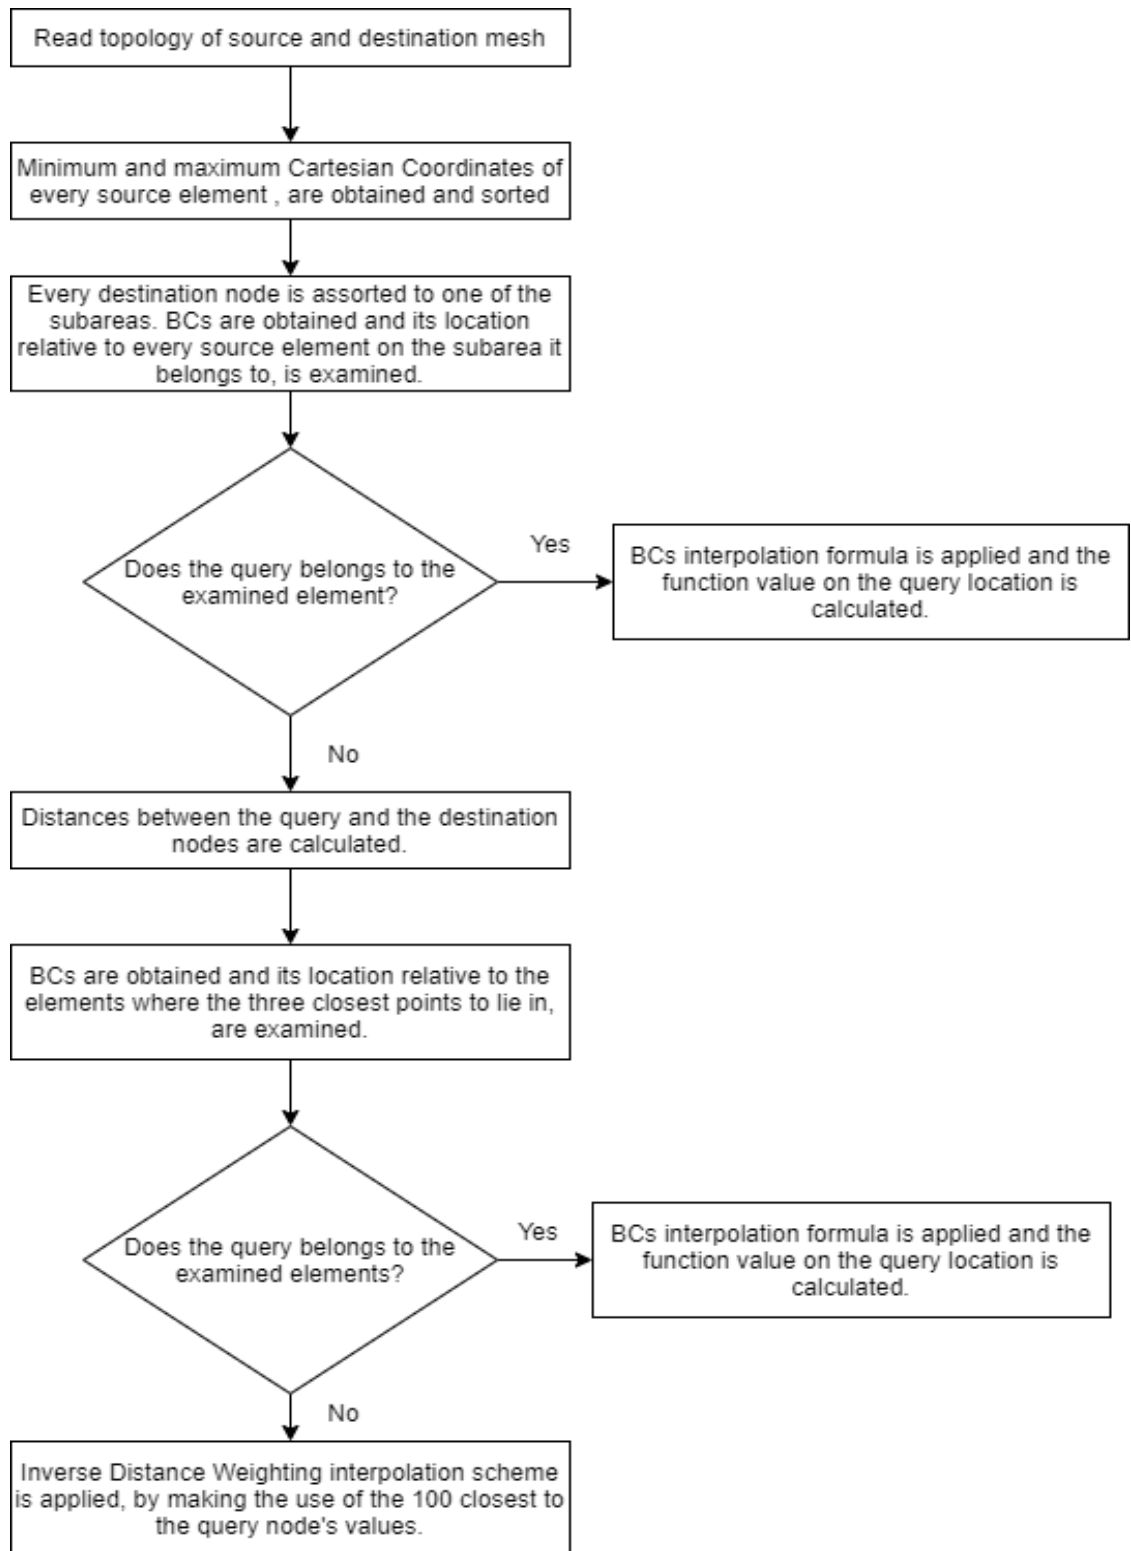 Read topology of source and destination mesh
Minimum and maximum Cartesian Coordinates of
every source element , are obtained and sorted
Every destination node is assorted to one of the
subareas. BCs are obtained and its location
relative to every source element on the subarea it
belongs to, is examined.
Does the query belongs to the
examined element?
Yes
BCs interpolation formula is applied and the
function value on the query location is
calculated.
No
Distances between the query and the destination
nodes are calculated.
BCs are obtained and its location relative to the
elements where the three closest points to lie in,
are examined.
Does the query belongs to the
examined elements?
Yes
BCs interpolation formula is applied and the
function value on the query location is
calculated.
No
Inverse Distance Weighting interpolation scheme
is applied, by making the use of the 100 closest to
the query node's values.